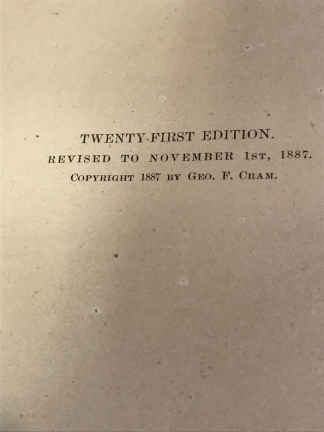 TWENTY-FIRST EDITION.
REVISED TO NOVEMBER 1ST, 1887.
COPYRIGHT 1887 BY GEO. F. CRAM.